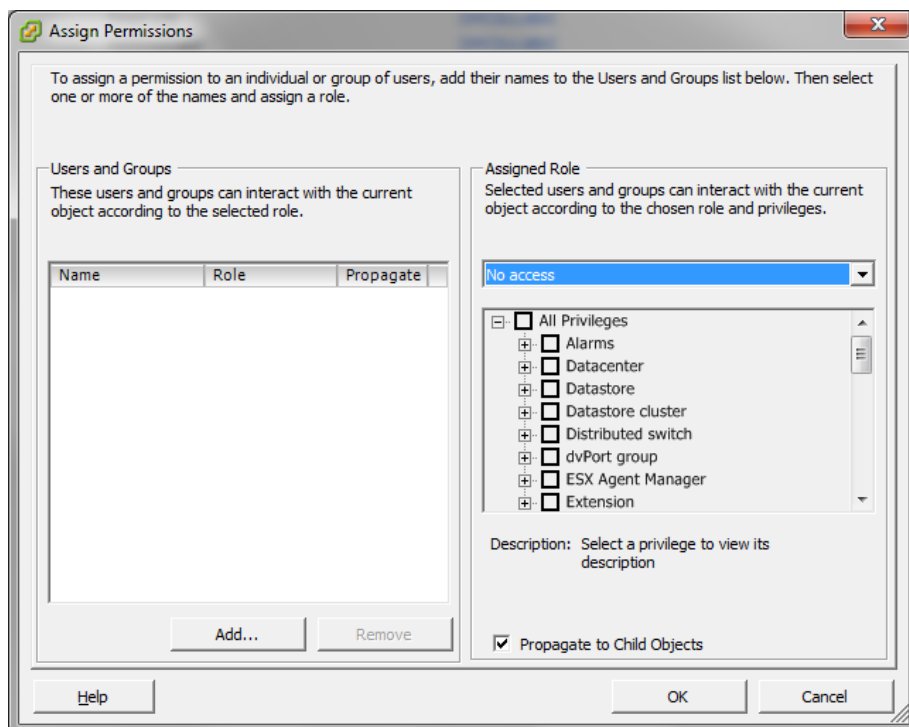 Assign Permissions
To assign a permission to an individual or group of users, add their names to the Users and Groups list below. Then select
one or more of the names and assign a role.
Users and Groups
These users and groups can interact with the current
object according to the selected role.
Name Role Propagate
Add... Remove
Assigned Role
Selected users and groups can interact with the current
object according to the chosen role and privileges.
No access
All Privileges
Alarms
Datacenter
Datastore
Datastore cluster
Distributed switch
dvPort group
ESX Agent Manager
Extension
Description: Select a privilege to view its
description
Propagate to Child Objects
Help OK Cancel